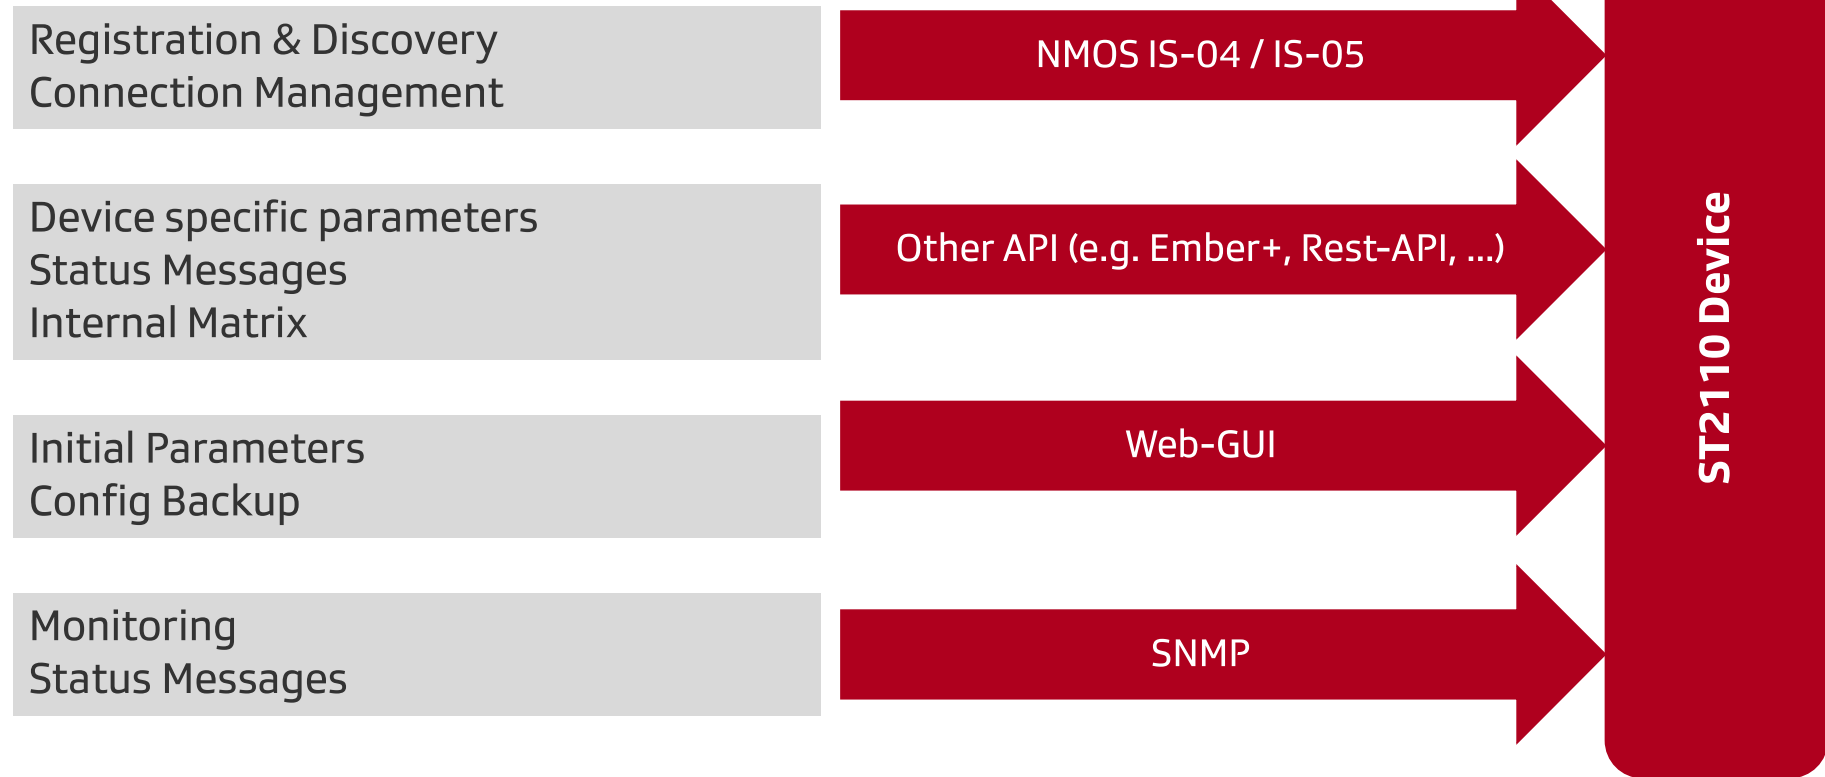 Registration & Discovery
Connection Management
NMOS IS-04 / IS-05
Device specific parameters
Status Messages
Internal Matrix
Other API (e.g. Ember+, Rest-API, ...)
Initial Parameters
Config Backup
Web-GUI
Monitoring
Status Messages
SNMP
ST2110 Device